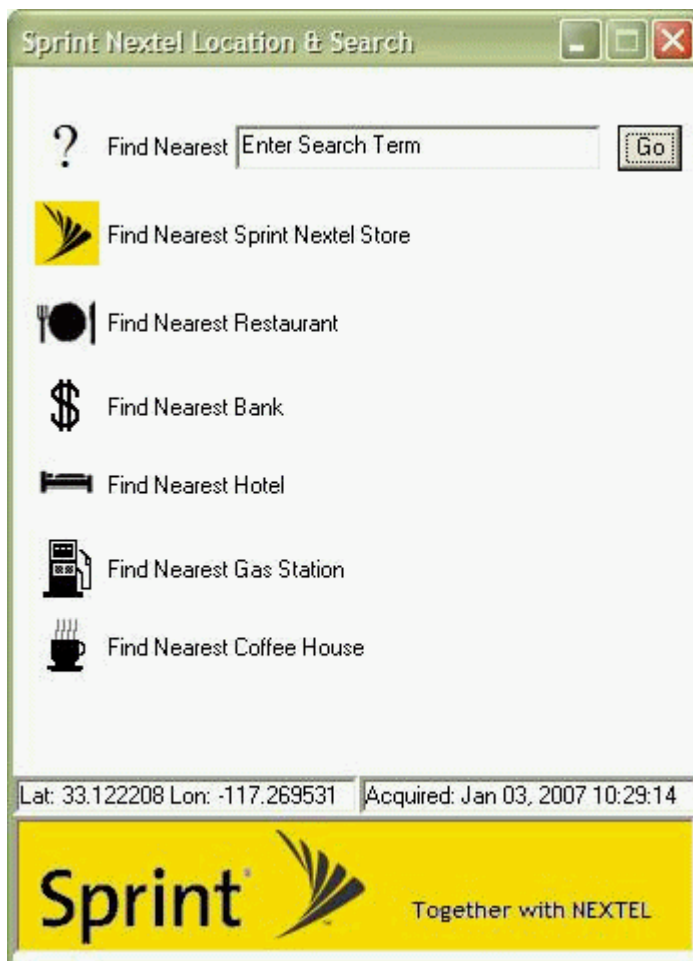 Sprint Nextel Location & Search
? Find Nearest Enter Search Term Go
Find Nearest Sprint Nextel Store
Find Nearest Restaurant
$ Find Nearest Bank
Find Nearest Hotel
Find Nearest Gas Station
Find Nearest Coffee House
Lat: 33.122208 Lon: -117.269531 Acquired: Jan 03, 2007 10:29:14
Sprint Together with NEXTEL